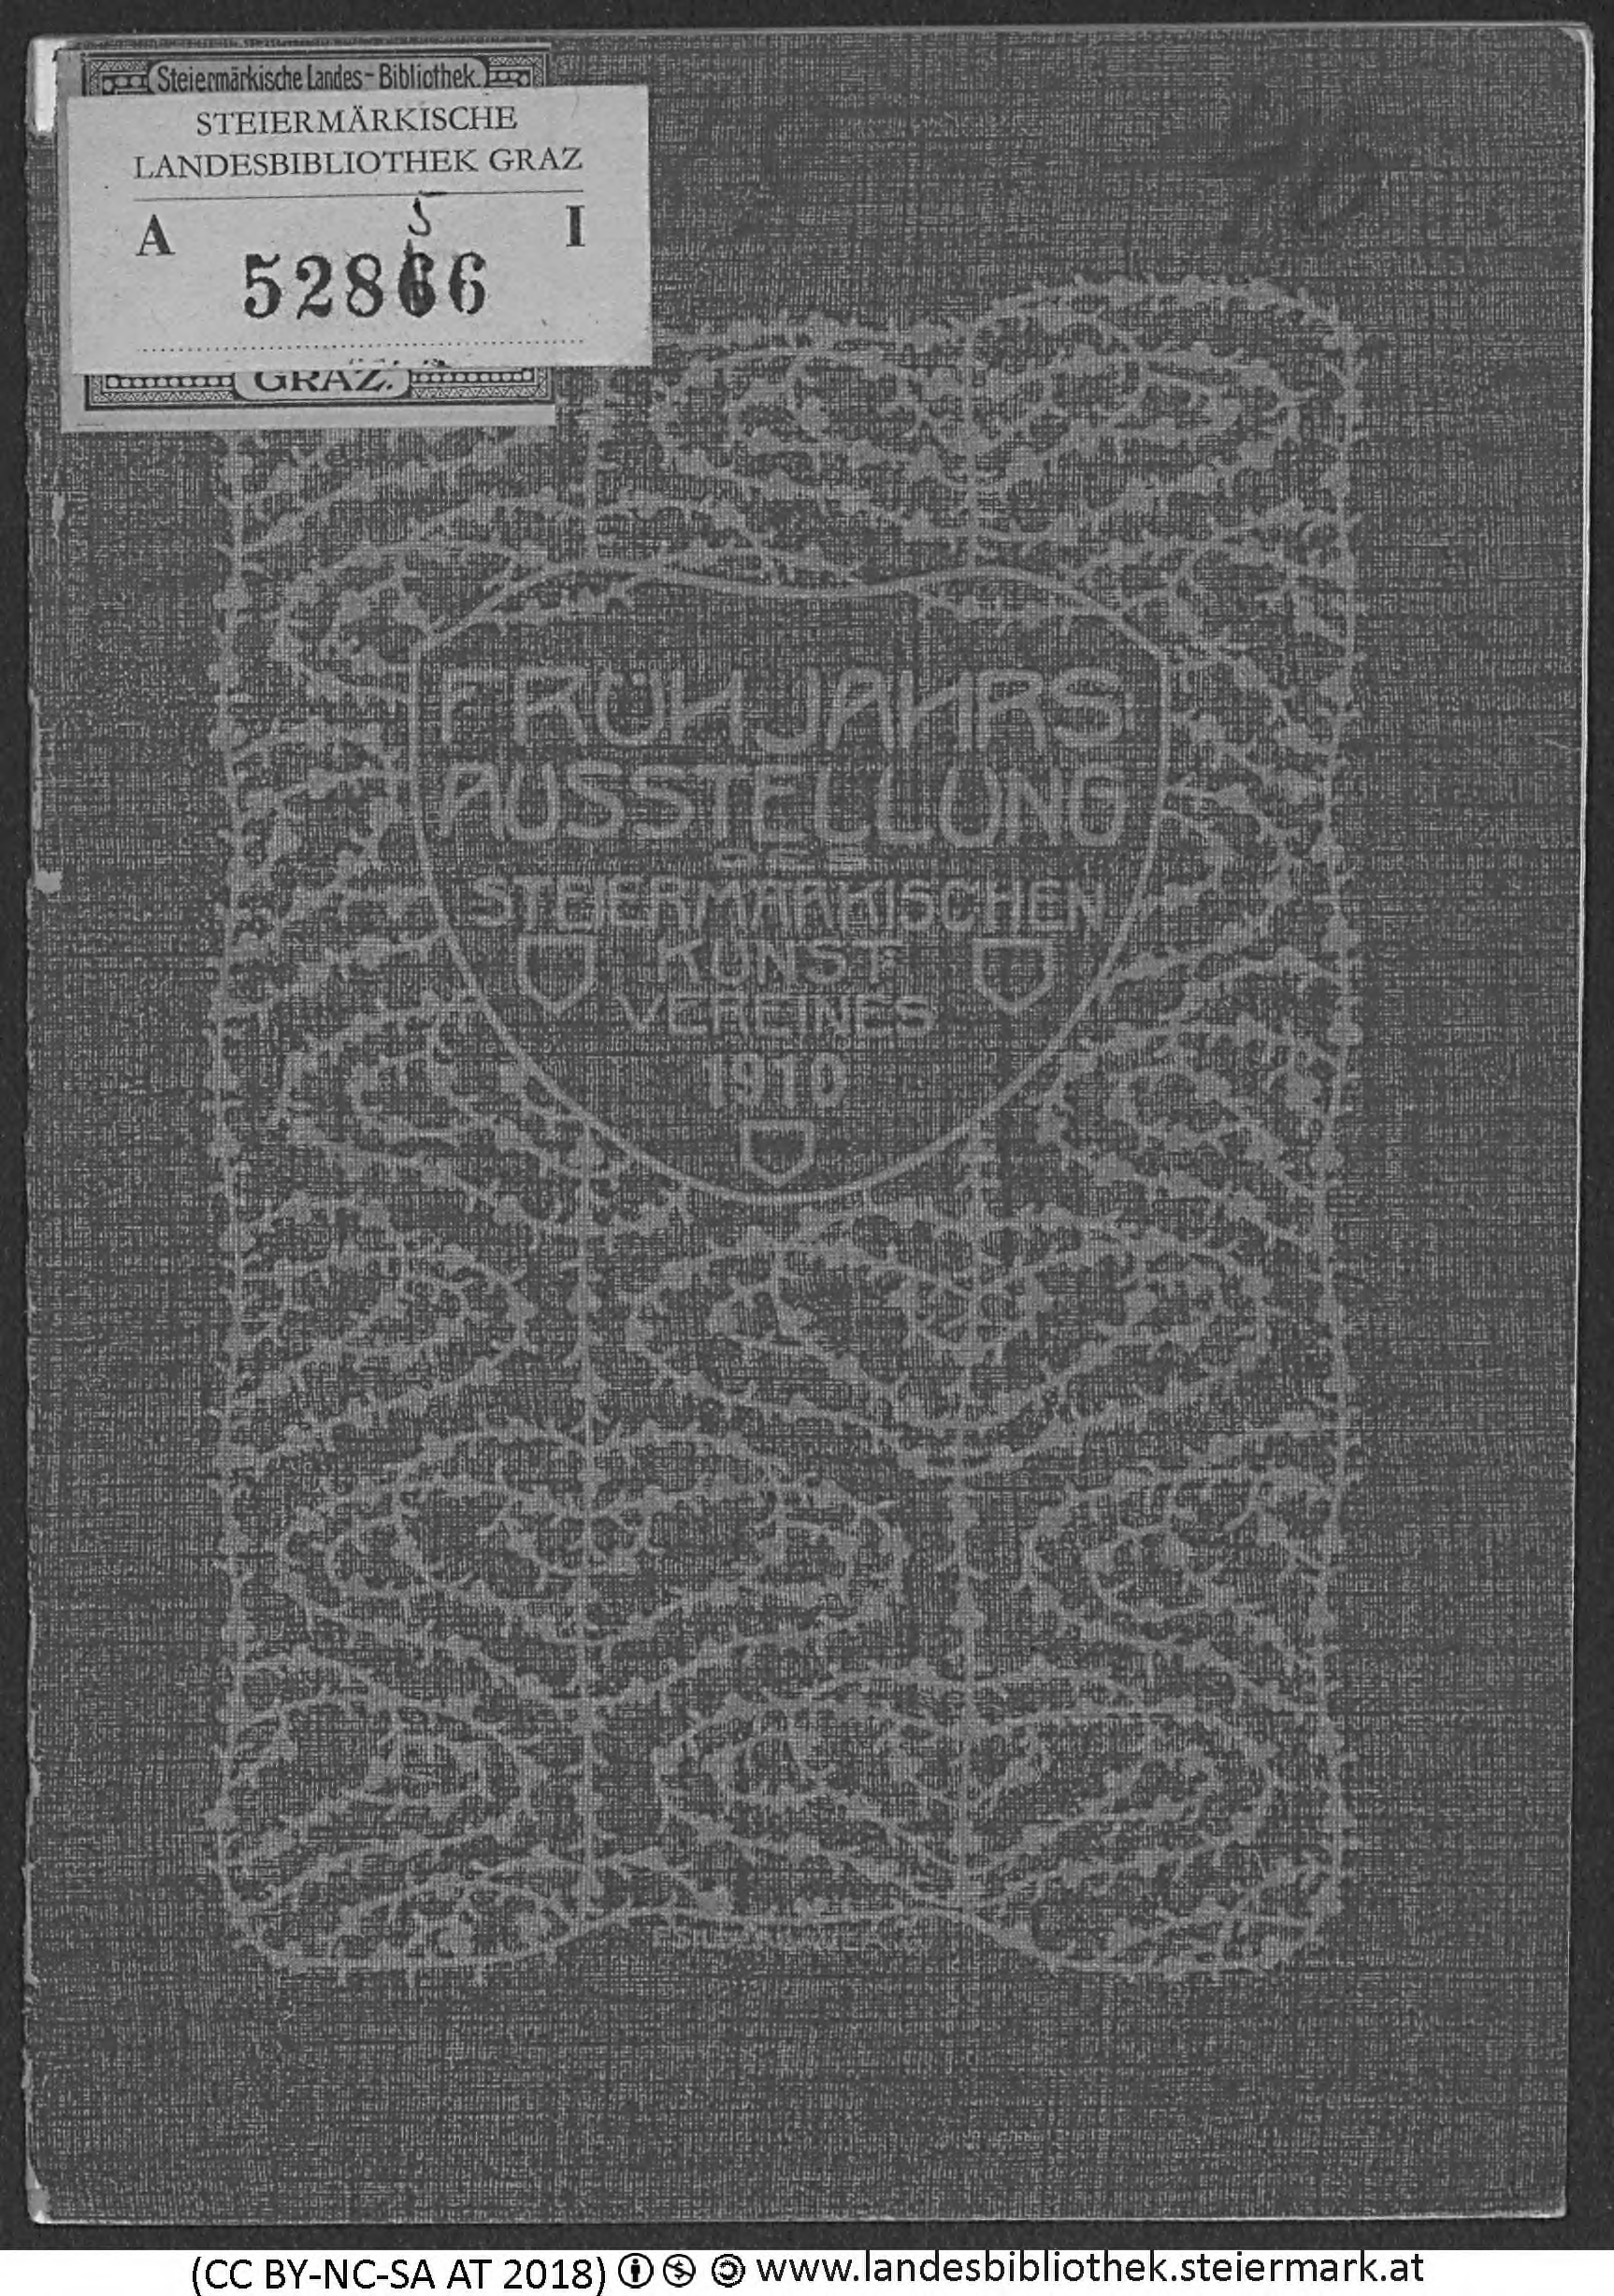 Steiermärkische Landes-Bibliothek
STEIERMÄRKISCHE
LANDESBIBLIOTHEK GRAZ
A 5 I
52866
GRAZ.
FRÜHJAHRS
AUSSTELLUNG
DES
STEIERMÄRKISCHEN
KUNST
VEREINES
1910
(CC BY-NC-SA AT 2018) www.landesbibliothek.steiermark.at